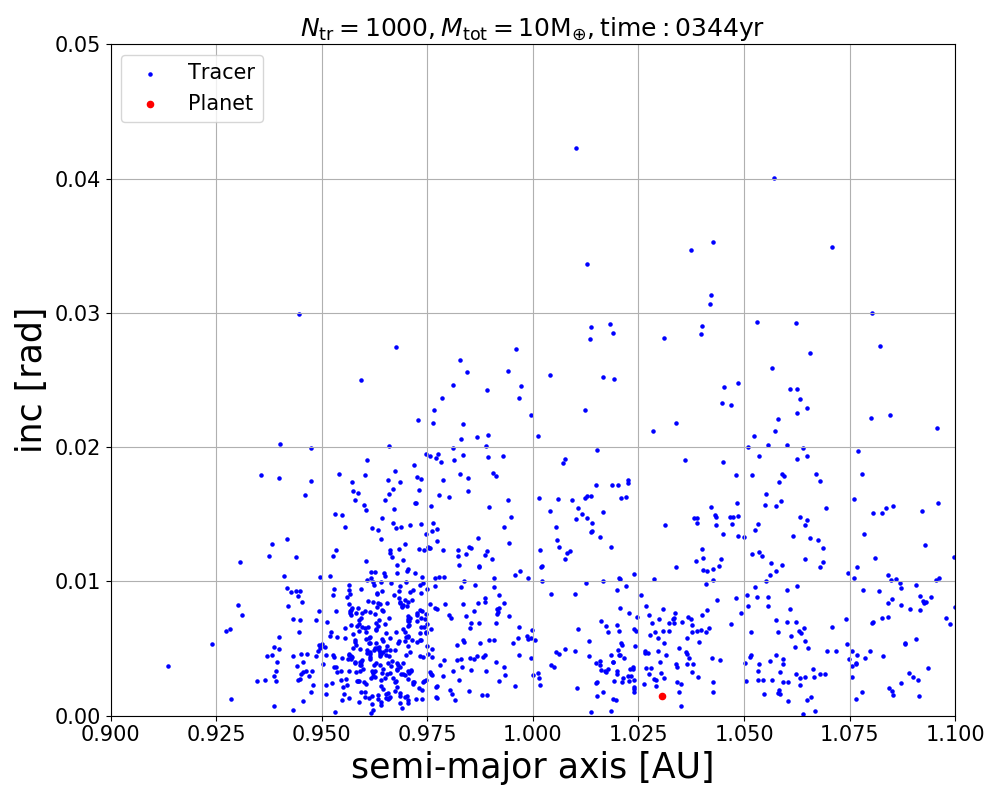 N_tr = 1000, M_tot = 10M_⊕, time : 0344yr
Tracer
Planet
0.05
0.04
0.03
0.02
0.01
0.00
inc [rad]
0.900 0.925 0.950 0.975 1.000 1.025 1.050 1.075 1.100
semi-major axis [AU]